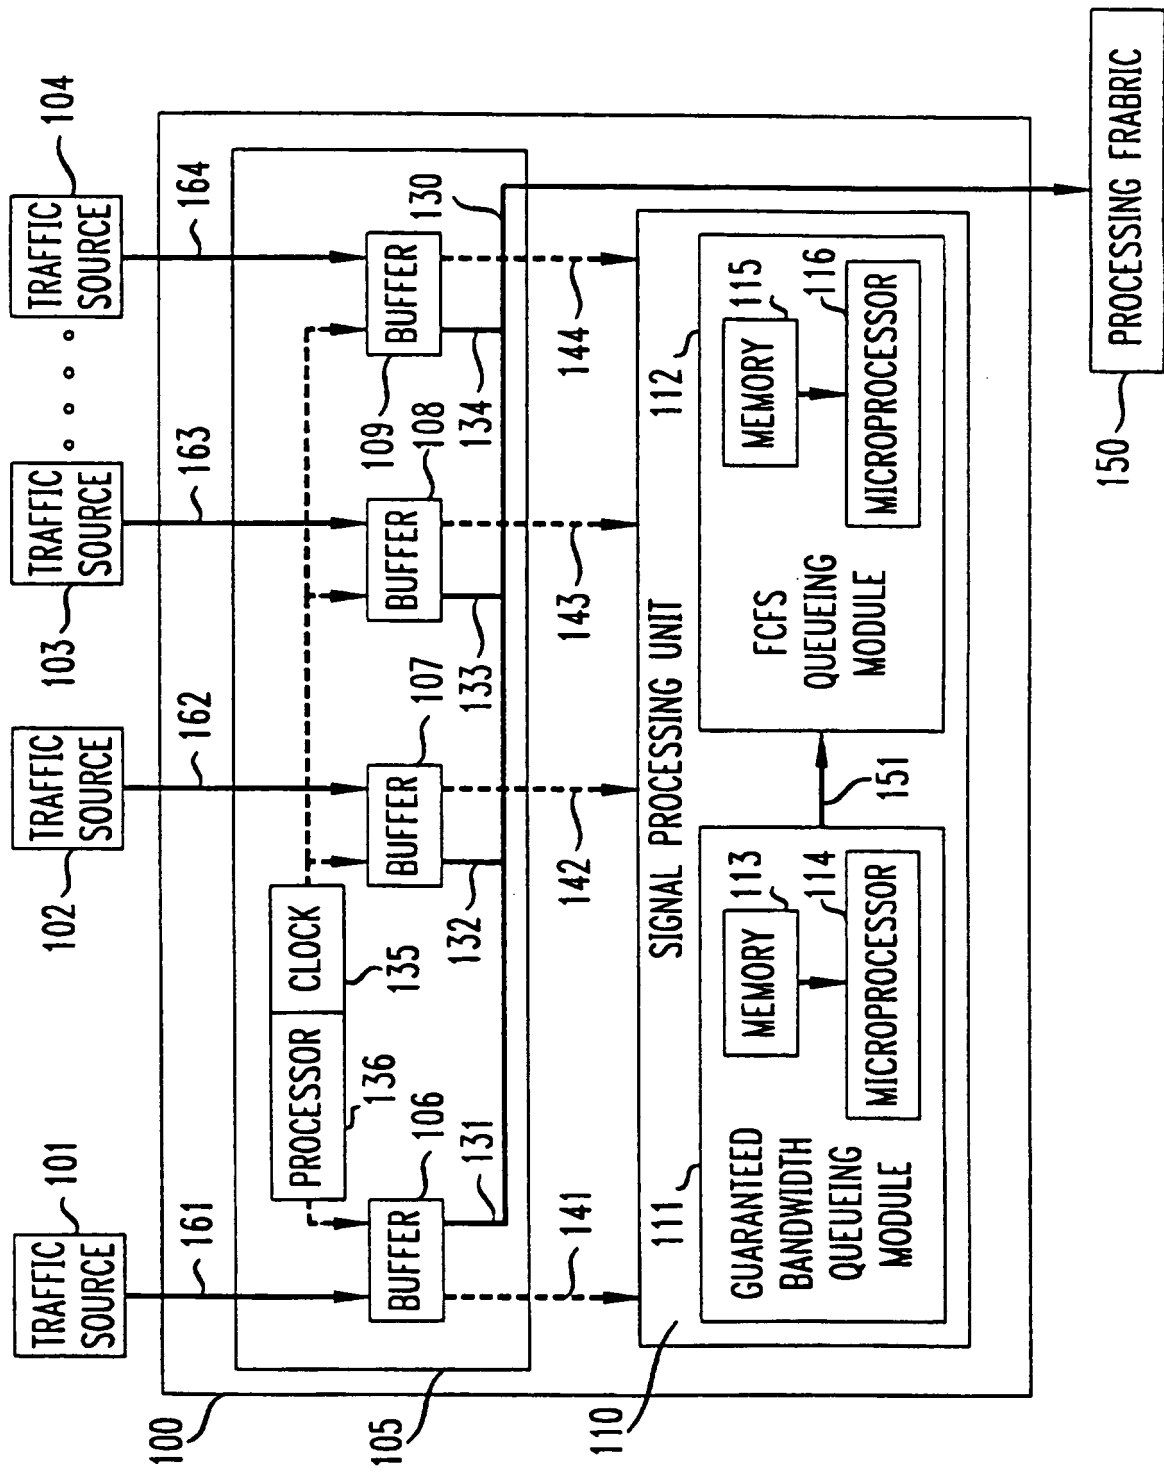 TRAFFIC
SOURCE
101
TRAFFIC
SOURCE
102
TRAFFIC
SOURCE
103
TRAFFIC
SOURCE
104
161
162
163
164
100
105
PROCESSOR
CLOCK
136
135
BUFFER
106
BUFFER
107
BUFFER
108
BUFFER
109
131
132
133
134
130
141
142
143
144
110
SIGNAL PROCESSING UNIT
111
GUARANTEED
BANDWIDTH
QUEUEING
MODULE
MEMORY
113
114
MICROPROCESSOR
151
112
FCFS
QUEUEING
MODULE
MEMORY
115
116
MICROPROCESSOR
150
PROCESSING FRABRIC